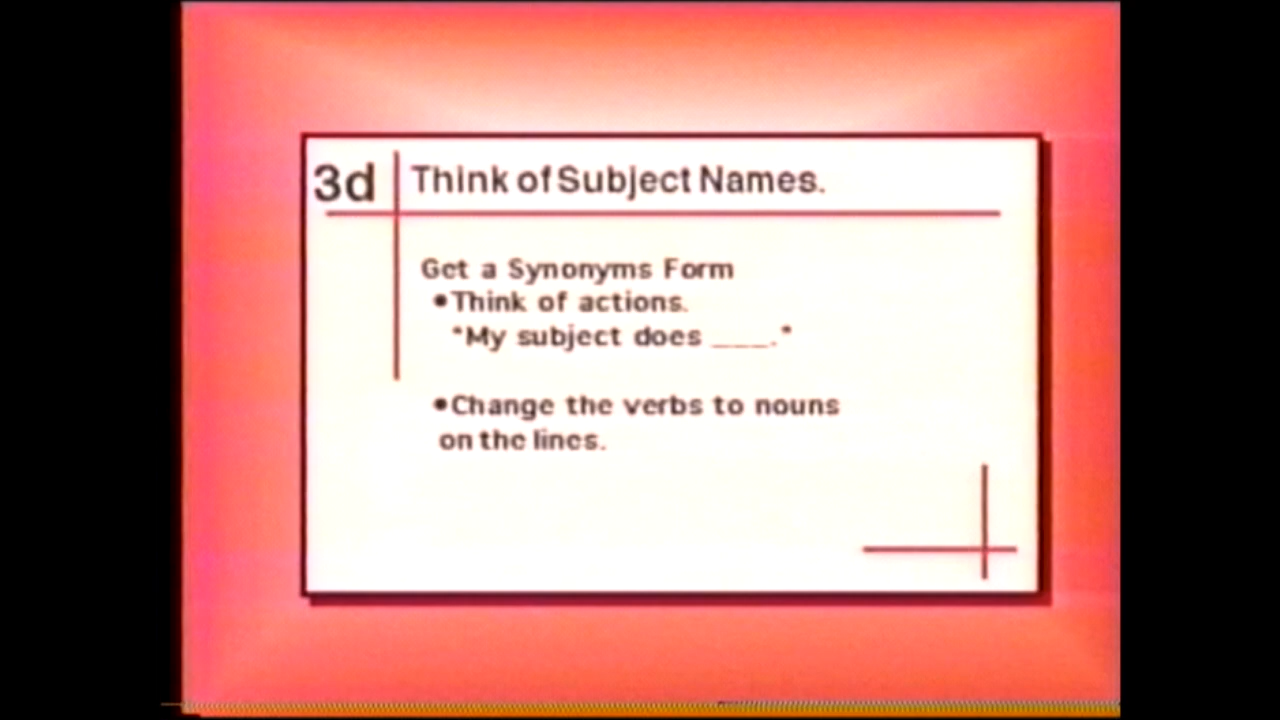 3d Think of Subject Names.
Get a Synonyms Form
•Think of actions.
"My subject does ___."
•Change the verbs to nouns
on the lines.